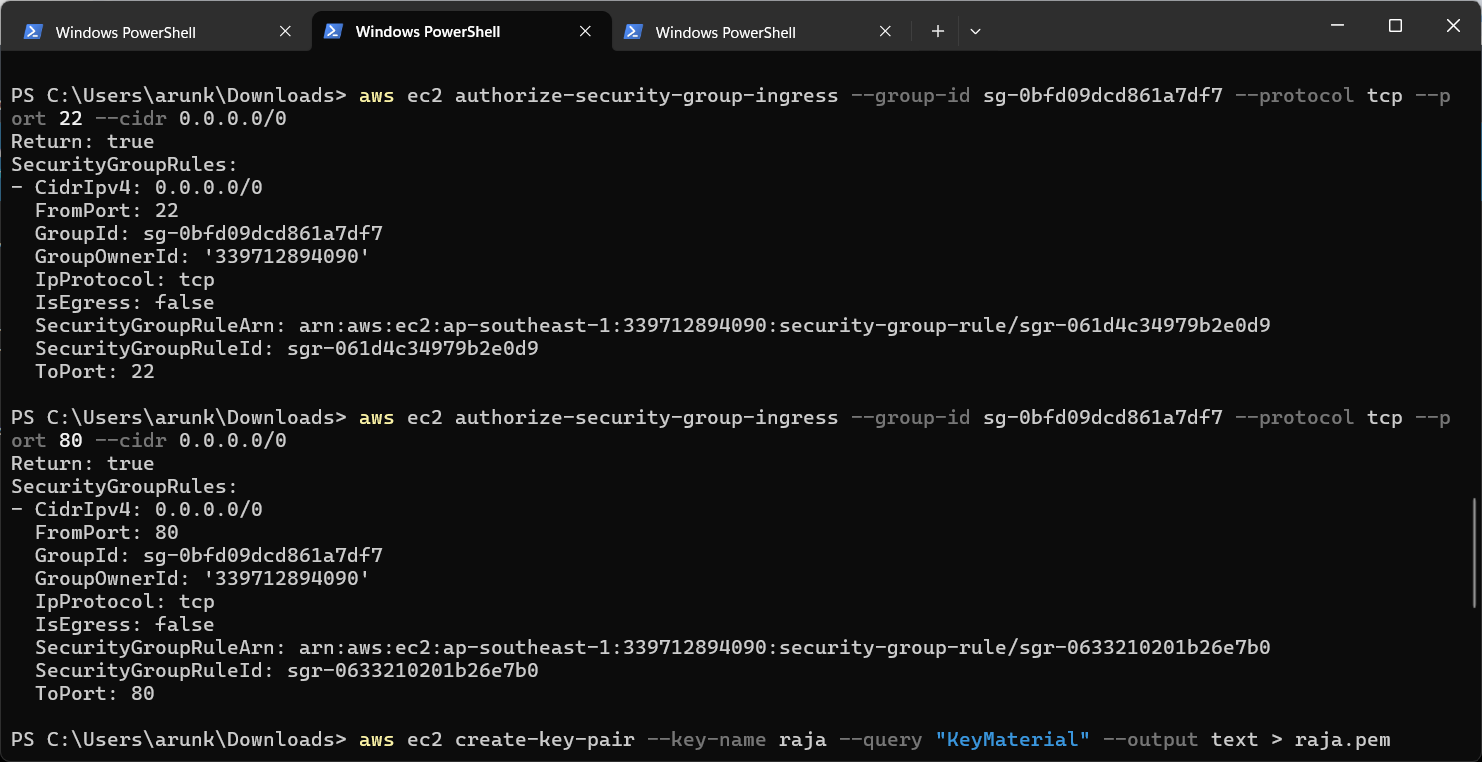 Windows PowerShell
Windows PowerShell
Windows PowerShell
PS C:\Users\arunk\Downloads> aws ec2 authorize-security-group-ingress --group-id sg-0bfd09dcd861a7df7 --protocol tcp --p
ort 22 --cidr 0.0.0.0/0
Return: true
SecurityGroupRules:
- CidrIpv4: 0.0.0.0/0
  FromPort: 22
  GroupId: sg-0bfd09dcd861a7df7
  GroupOwnerId: '339712894090'
  IpProtocol: tcp
  IsEgress: false
  SecurityGroupRuleArn: arn:aws:ec2:ap-southeast-1:339712894090:security-group-rule/sgr-061d4c34979b2e0d9
  SecurityGroupRuleId: sgr-061d4c34979b2e0d9
  ToPort: 22
PS C:\Users\arunk\Downloads> aws ec2 authorize-security-group-ingress --group-id sg-0bfd09dcd861a7df7 --protocol tcp --p
ort 80 --cidr 0.0.0.0/0
Return: true
SecurityGroupRules:
- CidrIpv4: 0.0.0.0/0
  FromPort: 80
  GroupId: sg-0bfd09dcd861a7df7
  GroupOwnerId: '339712894090'
  IpProtocol: tcp
  IsEgress: false
  SecurityGroupRuleArn: arn:aws:ec2:ap-southeast-1:339712894090:security-group-rule/sgr-0633210201b26e7b0
  SecurityGroupRuleId: sgr-0633210201b26e7b0
  ToPort: 80
PS C:\Users\arunk\Downloads> aws ec2 create-key-pair --key-name raja --query "KeyMaterial" --output text > raja.pem